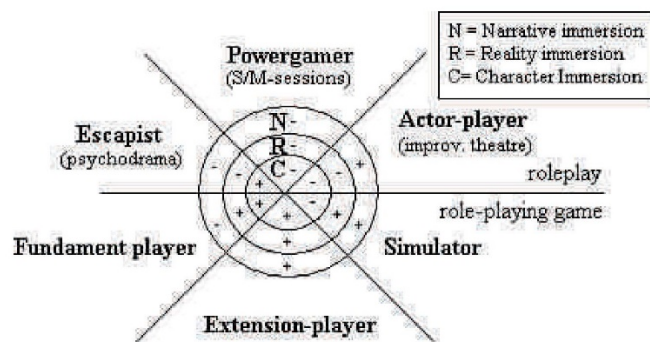 N = Narrative immersion
R = Reality immersion
C= Character Immersion
Powergamer
(S/M-sessions)
Escapist
(psychodrama)
Actor-player
(improv. theatre)
N -
R -
C -
roleplay
role-playing game
Fundament player
Simulator
Extension-player